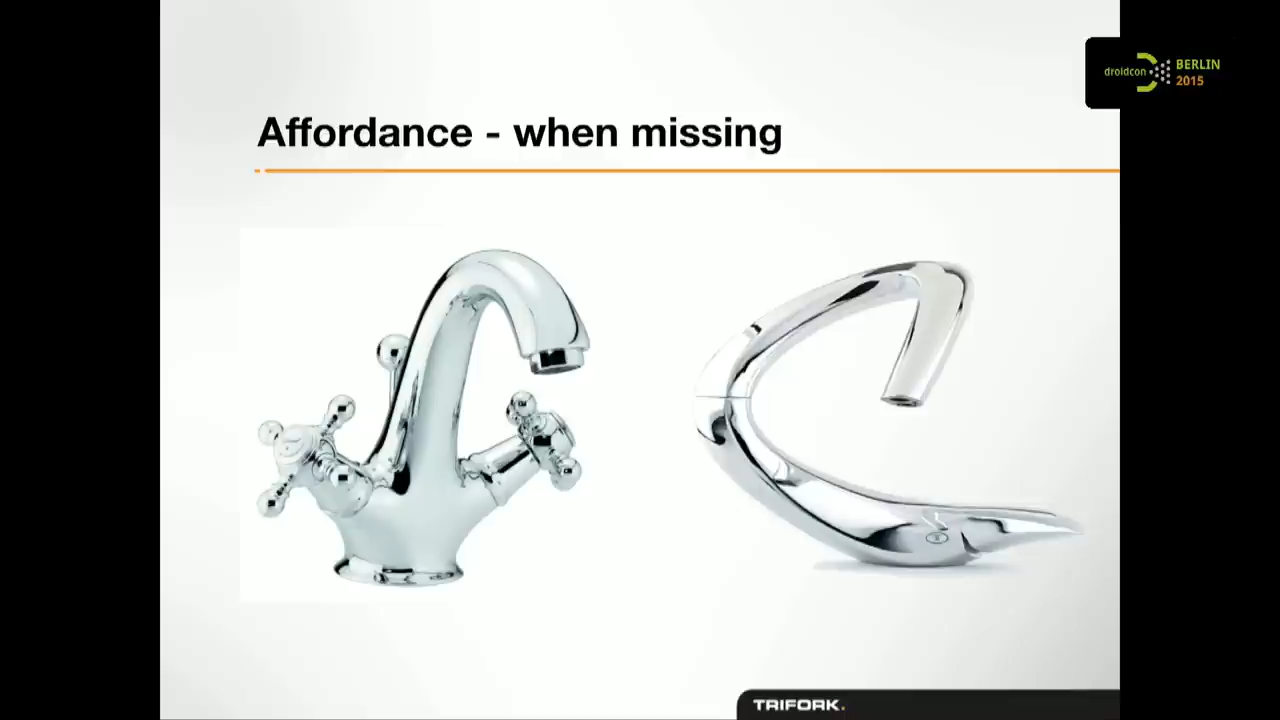 droidcon
BERLIN
2015
Affordance - when missing
TRIFORK.